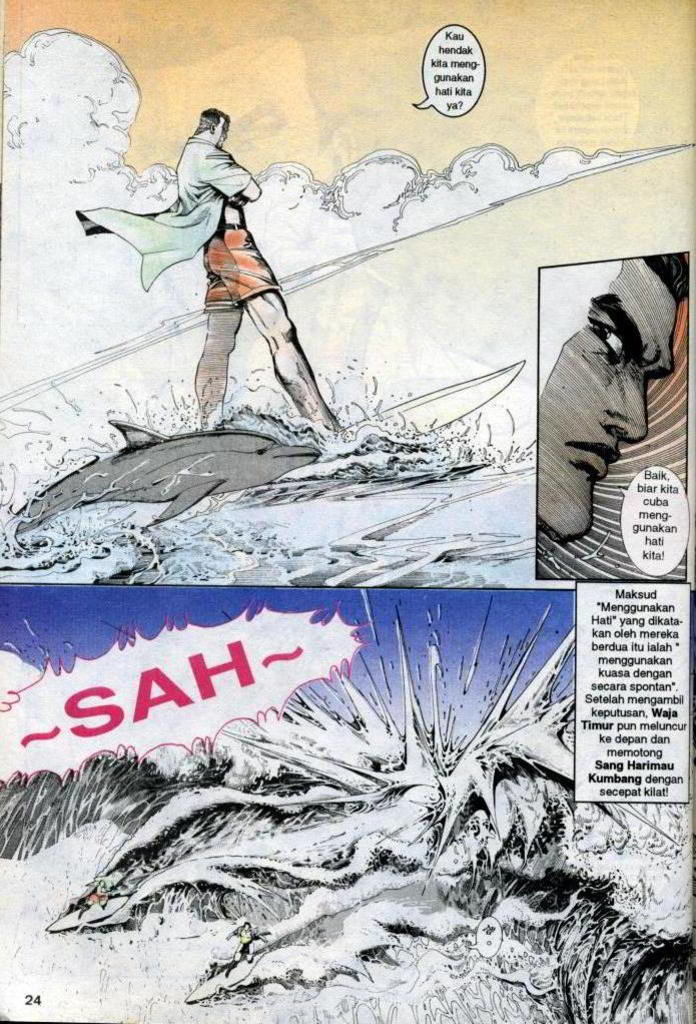 Kau
hendak
kita meng-
gunakan
hati kita
ya?
Baik,
biar kita
cuba
meng-
gunakan
hati
kita!
Maksud
"Menggunakan
Hati" yang dikata-
kan oleh mereka
berdua itu ialah "
menggunakan
kuasa dengan
secara spontan".
Setelah mengambil
keputusan, Waja
Timur pun meluncur
ke depan dan
memotong
Sang Harimau
Kumbang dengan
secepat kilat!
~SAH~
24